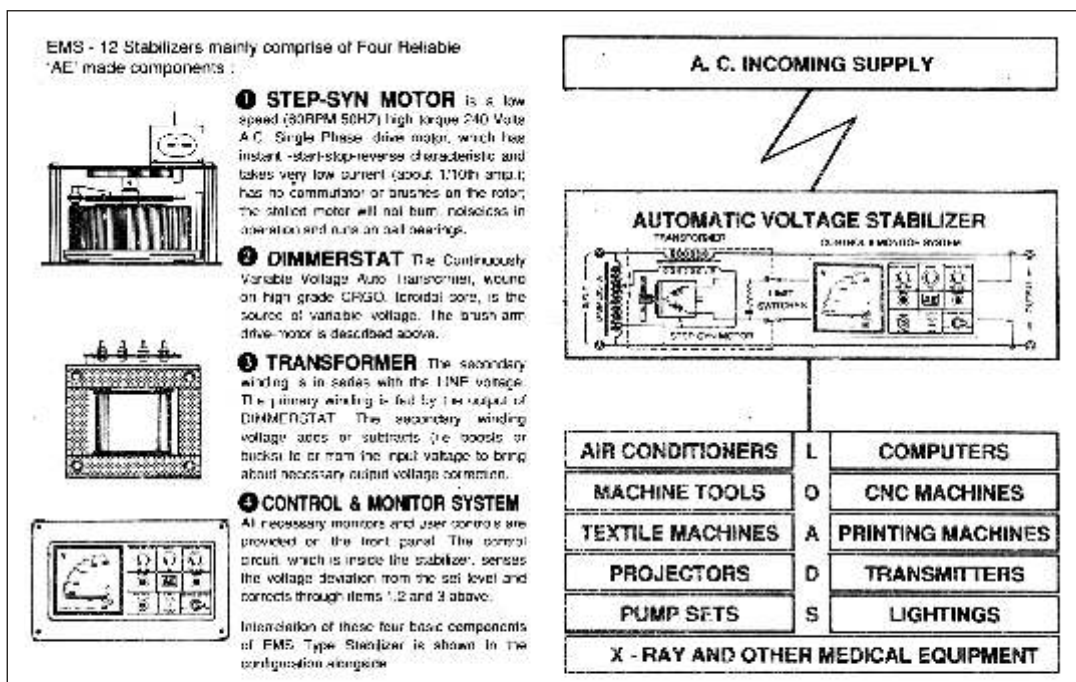 EMS - 12 Stabilizers mainly comprise of Four Reliable
'AE' made components :
1 STEP-SYN MOTOR is a low
speed (60RPM 50HZ) high torque 240 Volts
A.C. Single Phase drive motor, which has
instant -start-stop-reverse characteristic and
takes very low current (about 1/10th amp.);
has no commutator or brushes on the rotor;
the stalled motor will not burn, noiseless in
operation and runs on ball bearings.
2 DIMMERSTAT The Continuously
Variable Voltage Auto Transformer, wound
on high grade CRGO, toroidal core, is the
source of variable voltage. The brush-arm
drive-motor is described above.
3 TRANSFORMER The secondary
winding is in series with the LINE voltage.
The primary winding is fed by the output of
DIMMERSTAT. The secondary winding
voltage adds or subtracts (i.e boosts or
bucks) to or from the input voltage to bring
about necessary output voltage correction.
4 CONTROL & MONITOR SYSTEM
All necessary monitors and user controls are
provided on the front panel. The control
circuit, which is inside the stabilizer, senses
the voltage deviation from the set level and
corrects through items 1,2 and 3 above.
Interrelation of these four basic components
of EMS Type Stabilizer is shown in the
configuration alongside
A. C. INCOMING SUPPLY
AUTOMATIC VOLTAGE STABILIZER
TRANSFORMER
CONTROL & MONITOR SYSTEM
INPUT
DIMMERSTAT
LIMIT
SWITCHES
STEP-SYN MOTOR
OUTPUT
AIR CONDITIONERS L COMPUTERS
MACHINE TOOLS O CNC MACHINES
TEXTILE MACHINES A PRINTING MACHINES
PROJECTORS D TRANSMITTERS
PUMP SETS S LIGHTINGS
X - RAY AND OTHER MEDICAL EQUIPMENT